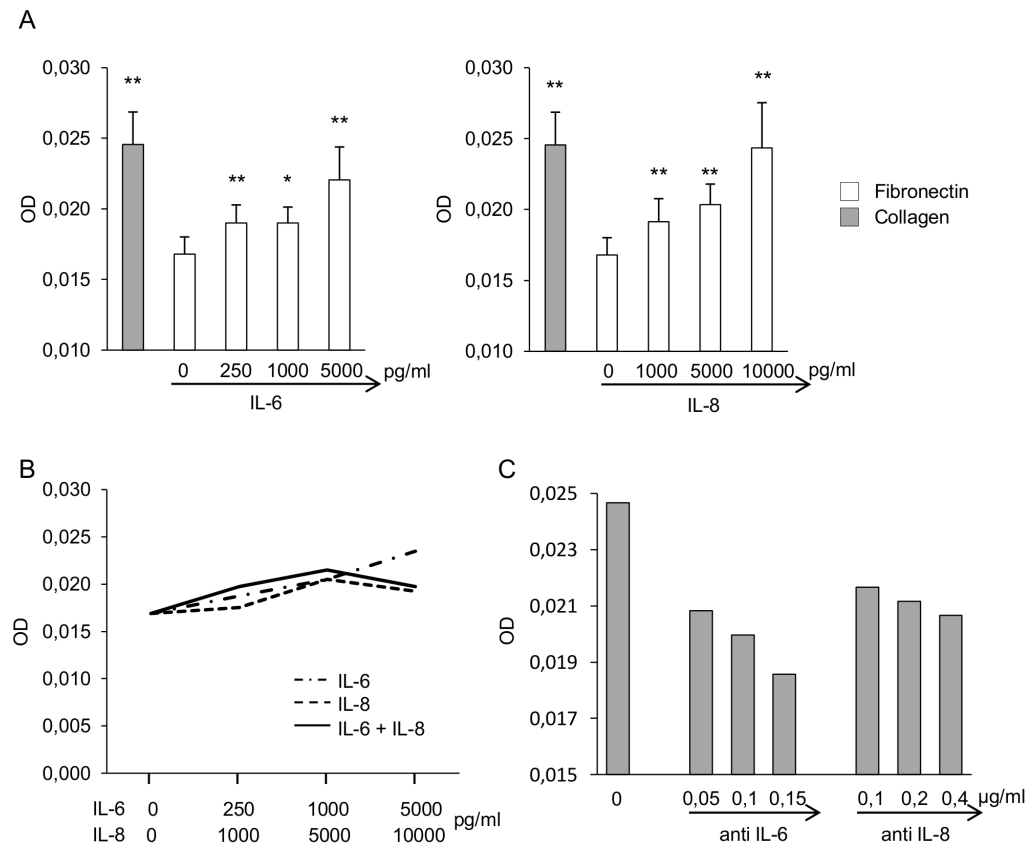 A
0,030
0,025
0,020
0,015
0,010
OD
**
**
*
**
0 250 1000 5000 pg/ml
IL-6
0,030
0,025
0,020
0,015
0,010
OD
**
**
**
**
0 1000 5000 10000 pg/ml
IL-8
Fibronectin
Collagen
B
0,030
0,025
0,020
0,015
0,010
0,005
0,000
OD
IL-6
IL-8
IL-6 + IL-8
IL-6 0 250 1000 5000
IL-8 0 1000 5000 10000
pg/ml
C
0,025
0,023
0,021
0,019
0,017
0,015
OD
0 0,05 0,1 0,15 0,1 0,2 0,4 µg/ml
anti IL-6 anti IL-8